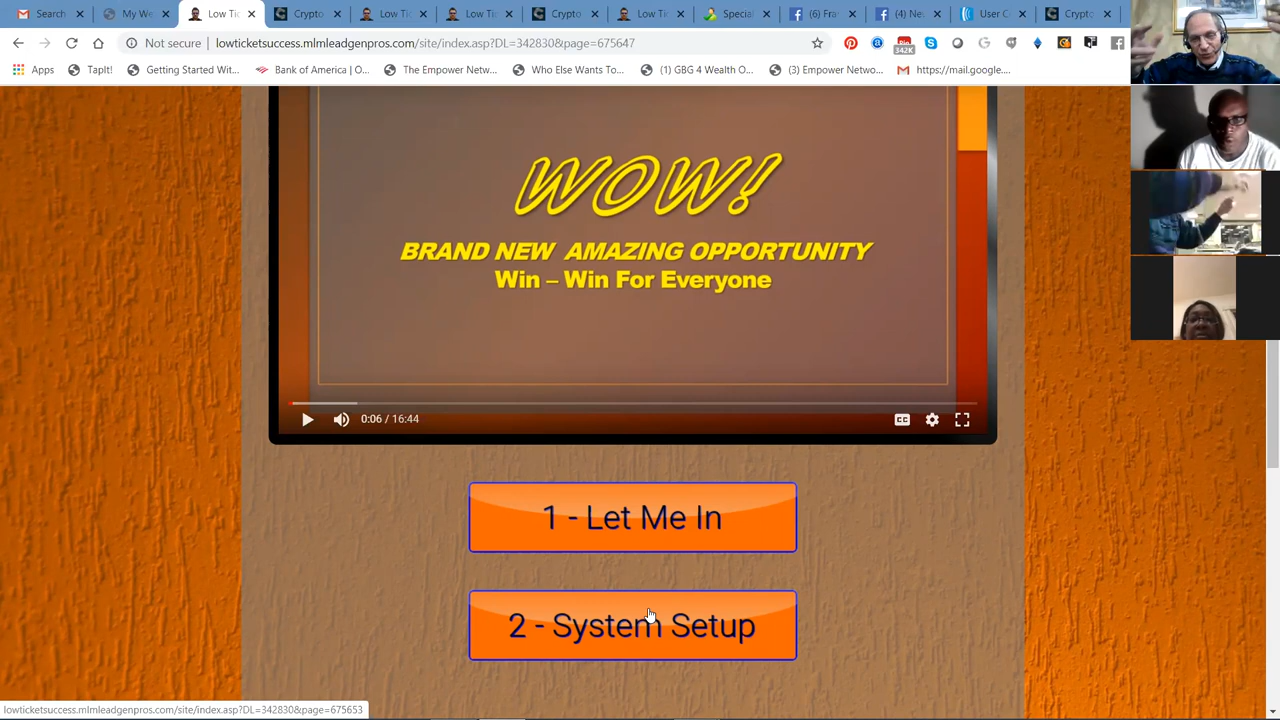 Search
My We
Low Tic
Crypto
Low Tic
Low Tic
Crypto
Low Tic
Special
(6) Fra
(4) Ne
User C
Crypto
Not secure
lowticketsuccess.mlmleadgenpros.com/site/index.asp?DL=342830&page=675647
342K
Apps
TapIt!
Getting Started Wit...
Bank of America | O...
The Empower Netw...
Who Else Wants To...
(1) GBG 4 Wealth O...
(3) Empower Netwo...
https://mail.google....
WOW!
BRAND NEW AMAZING OPPORTUNITY
Win – Win For Everyone
0:06 / 16:44
CC
1 - Let Me In
2 - System Setup
lowticketsuccess.mlmleadgenpros.com/site/index.asp?DL=342830&page=675653